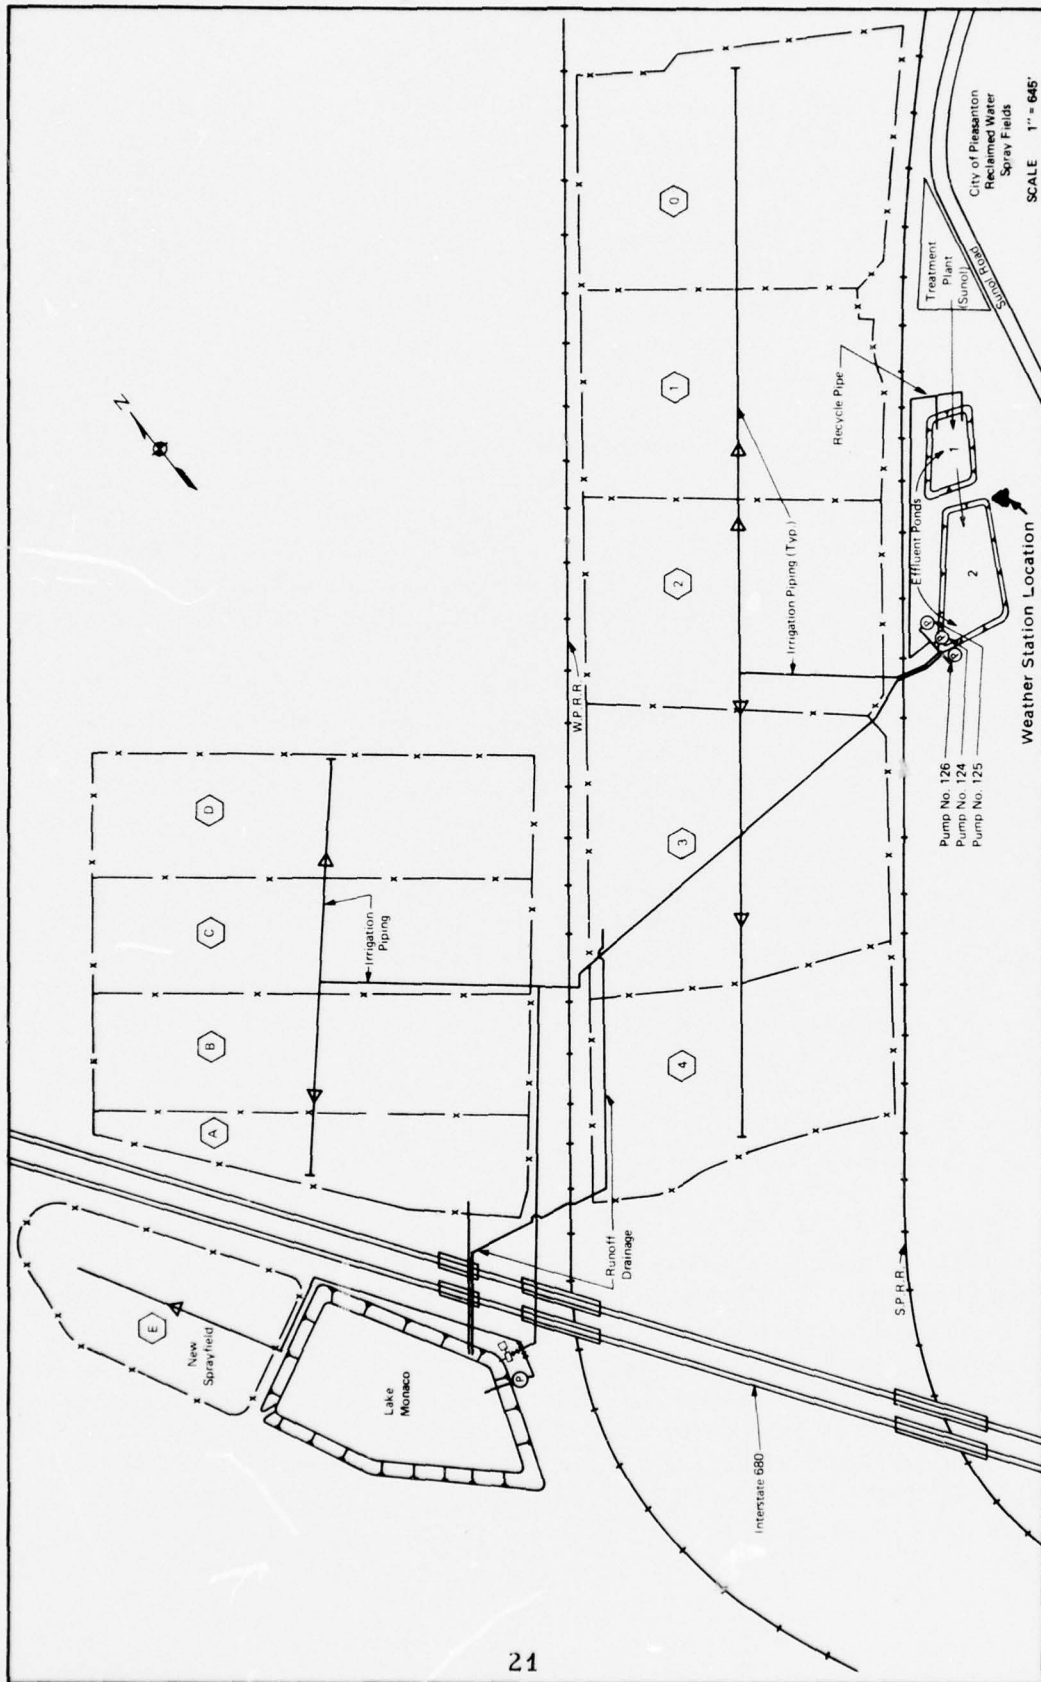 N
City of Pleasanton
Reclaimed Water
Spray Fields
SCALE 1" = 645'
Sunol Road
Treatment
Plant
(Sunol)
Recycle Pipe
Effluent Ponds
1
2
Weather Station Location
P
P
P
Pump No. 126
Pump No. 124
Pump No. 125
Irrigation Piping (Typ.)
W.P.R.R.
S.P.R.R.
0
1
2
3
4
D
C
B
A
E
Irrigation
Piping
Runoff
Drainage
New
Sprayfield
Lake
Monaco
P
Interstate 680
21